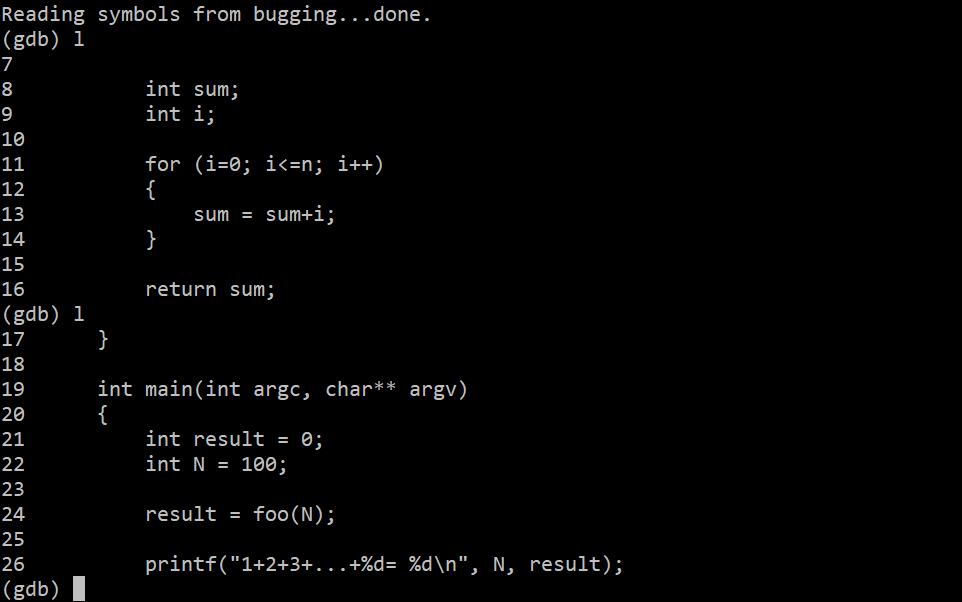 Reading symbols from bugging...done.
(gdb) l
7
8           int sum;
9           int i;
10
11          for (i=0; i<=n; i++)
12          {
13              sum = sum+i;
14          }
15
16          return sum;
(gdb) l
17      }
18
19      int main(int argc, char** argv)
20      {
21          int result = 0;
22          int N = 100;
23
24          result = foo(N);
25
26          printf("1+2+3+...+%d= %d\n", N, result);
(gdb)